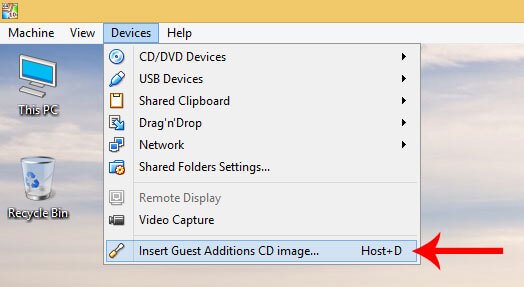 Machine View Devices Help
CD/DVD Devices
USB Devices
Shared Clipboard
Drag'n'Drop
Network
Shared Folders Settings...
Remote Display
Video Capture
Insert Guest Additions CD image... Host+D
This PC
Recycle Bin